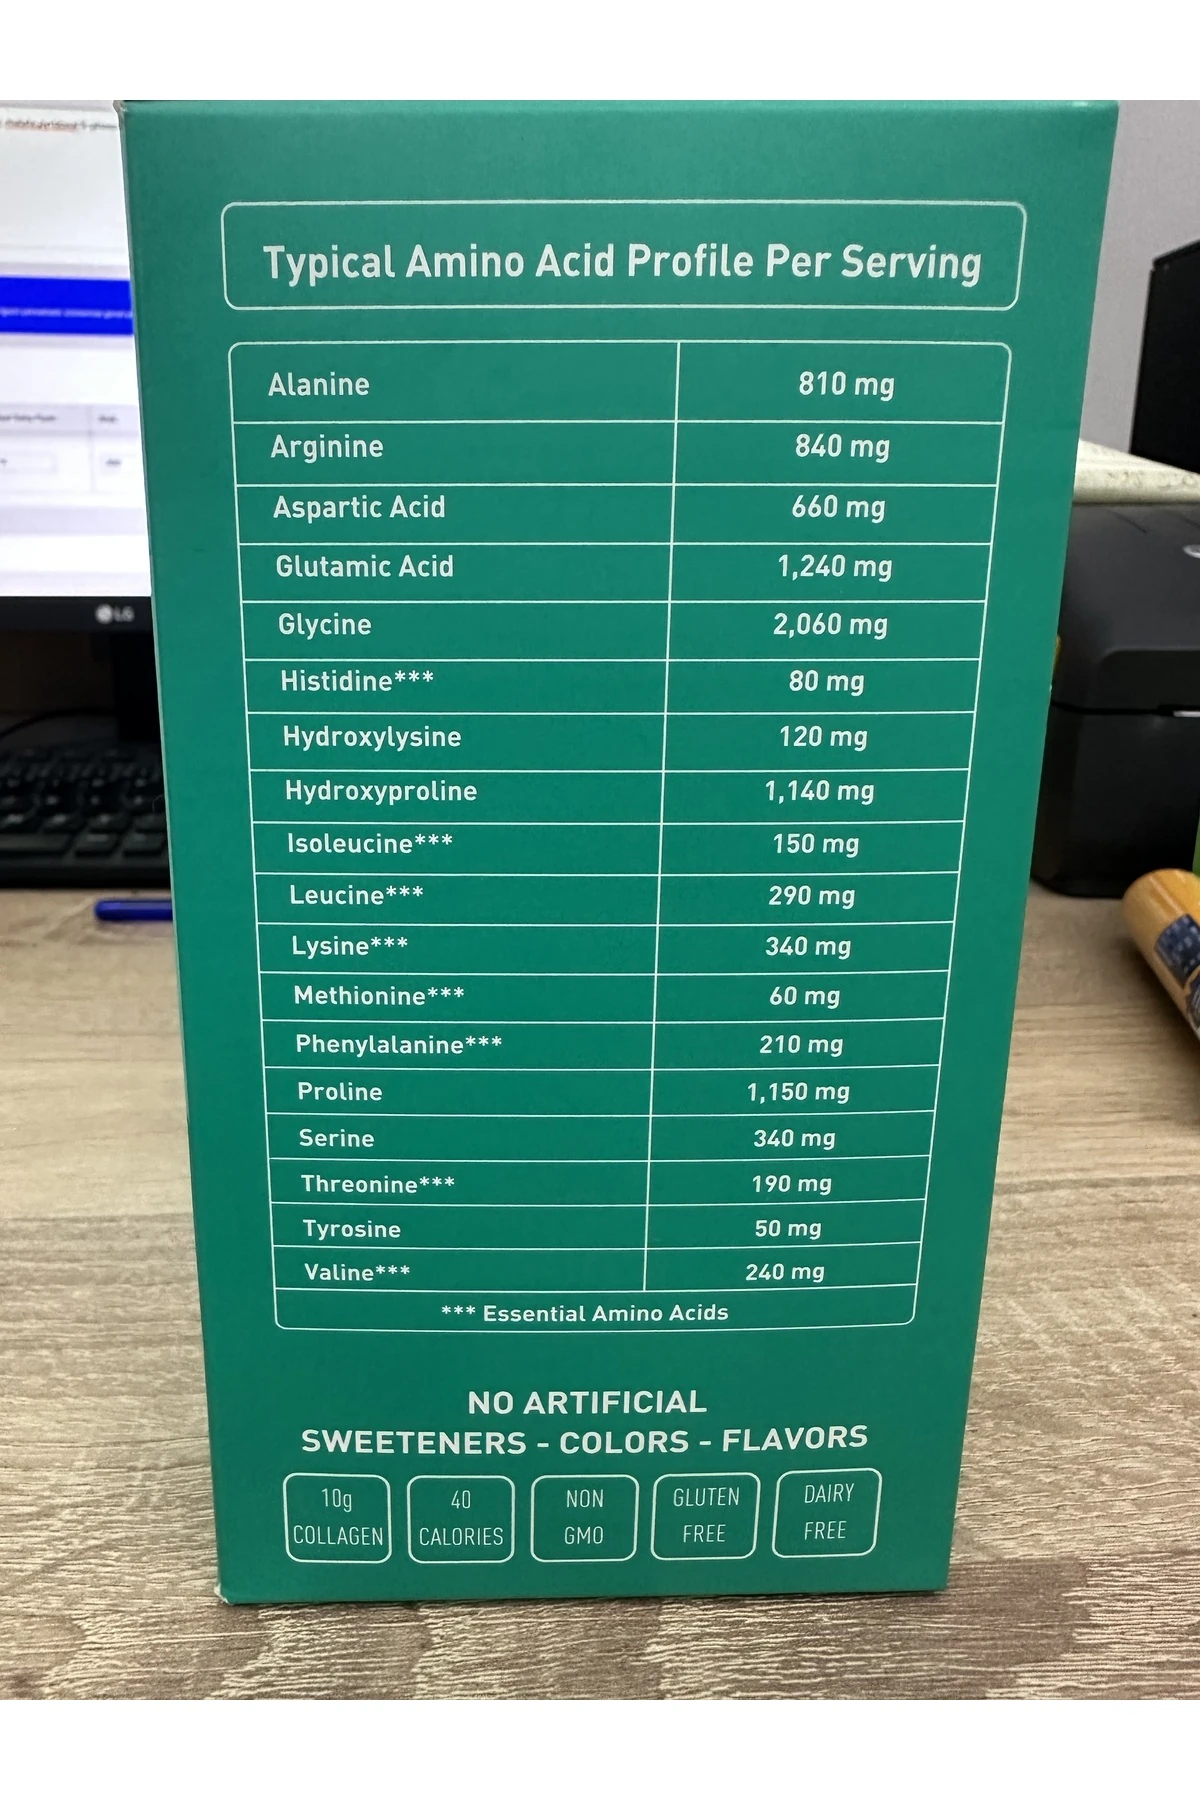 Typical Amino Acid Profile Per Serving
Alanine 810 mg
Arginine 840 mg
Aspartic Acid 660 mg
Glutamic Acid 1,240 mg
Glycine 2,060 mg
Histidine*** 80 mg
Hydroxylysine 120 mg
Hydroxyproline 1,140 mg
Isoleucine*** 150 mg
Leucine*** 290 mg
Lysine*** 340 mg
Methionine*** 60 mg
Phenylalanine*** 210 mg
Proline 1,150 mg
Serine 340 mg
Threonine*** 190 mg
Tyrosine 50 mg
Valine*** 240 mg
*** Essential Amino Acids
NO ARTIFICIAL
SWEETENERS - COLORS - FLAVORS
10g
COLLAGEN
40
CALORIES
NON
GMO
GLUTEN
FREE
DAIRY
FREE
LG